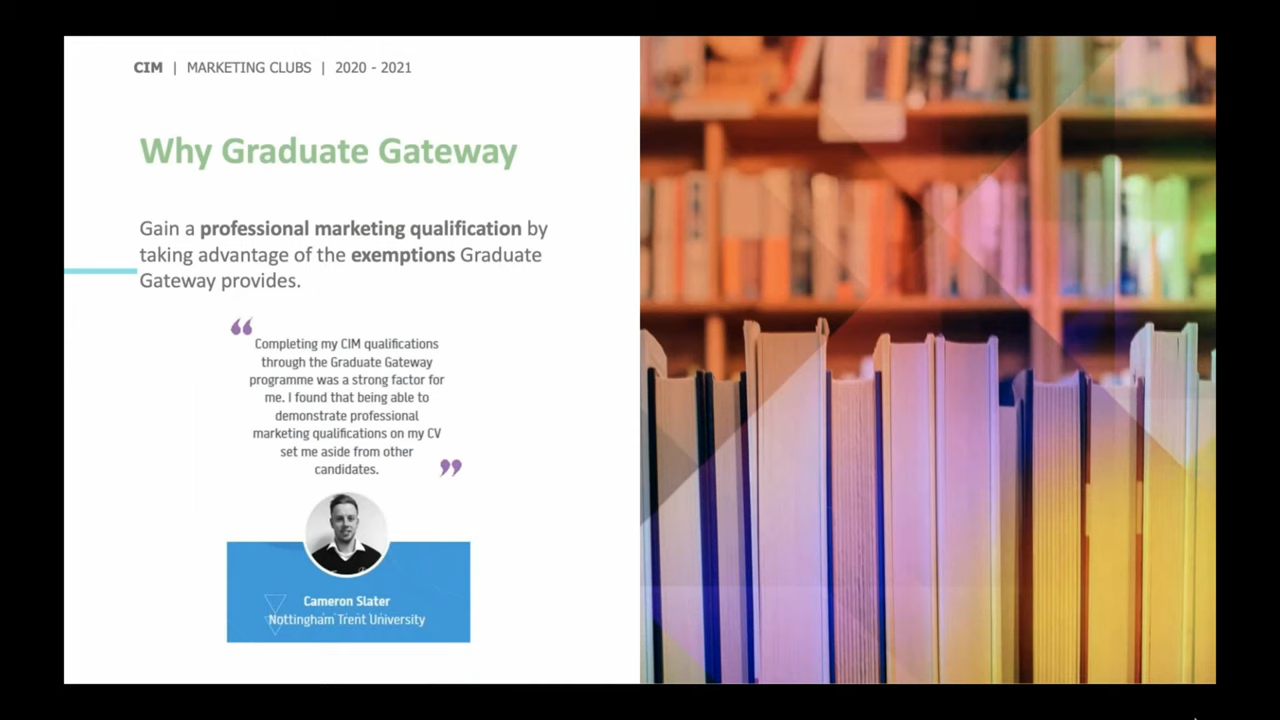 CIM | MARKETING CLUBS | 2020 - 2021
Why Graduate Gateway
Gain a professional marketing qualification by
taking advantage of the exemptions Graduate
Gateway provides.
“
Completing my CIM qualifications
through the Graduate Gateway
programme was a strong factor for
me. I found that being able to
demonstrate professional
marketing qualifications on my CV
set me aside from other
candidates.
”
Cameron Slater
Nottingham Trent University